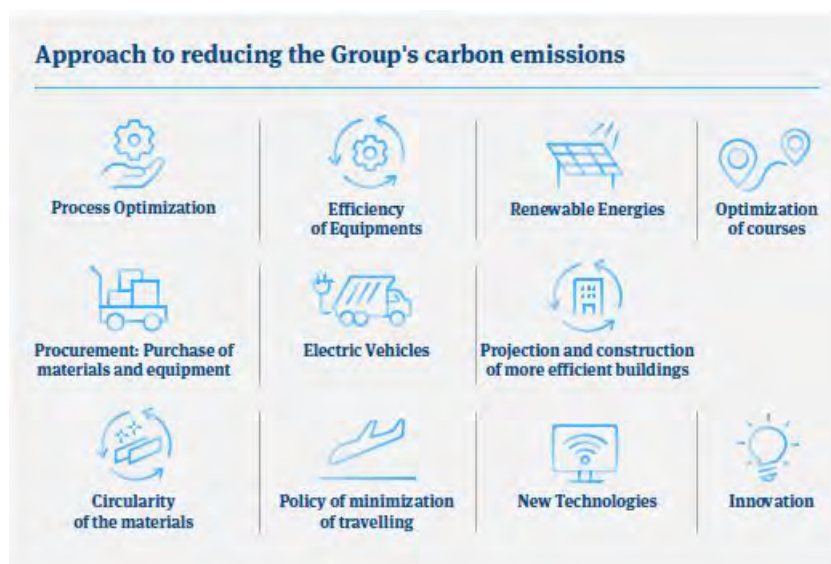 Approach to reducing the Group's carbon emissions
Process Optimization
Efficiency
of Equipments
Renewable Energies
Optimization
of courses
Procurement: Purchase of
materials and equipment
Electric Vehicles
Projection and construction
of more efficient buildings
Circularity
of the materials
Policy of minimization
of travelling
New Technologies
Innovation